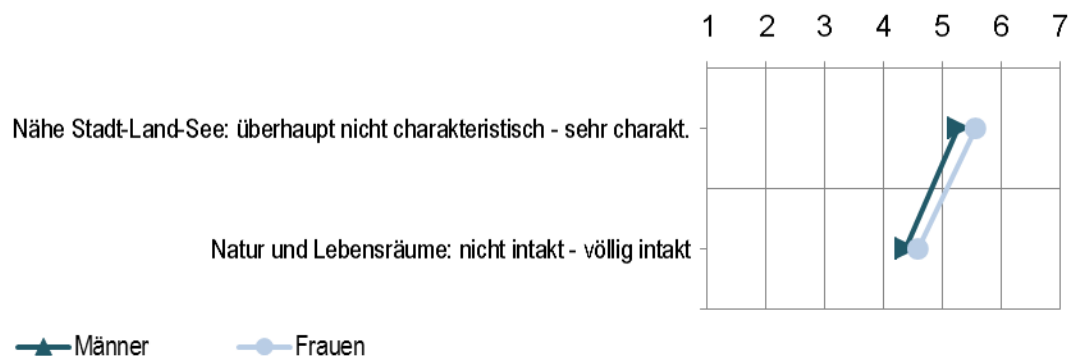 1 2 3 4 5 6 7
Nähe Stadt-Land-See: überhaupt nicht charakteristisch - sehr charakt.
Natur und Lebensräume: nicht intakt - völlig intakt
Männer Frauen